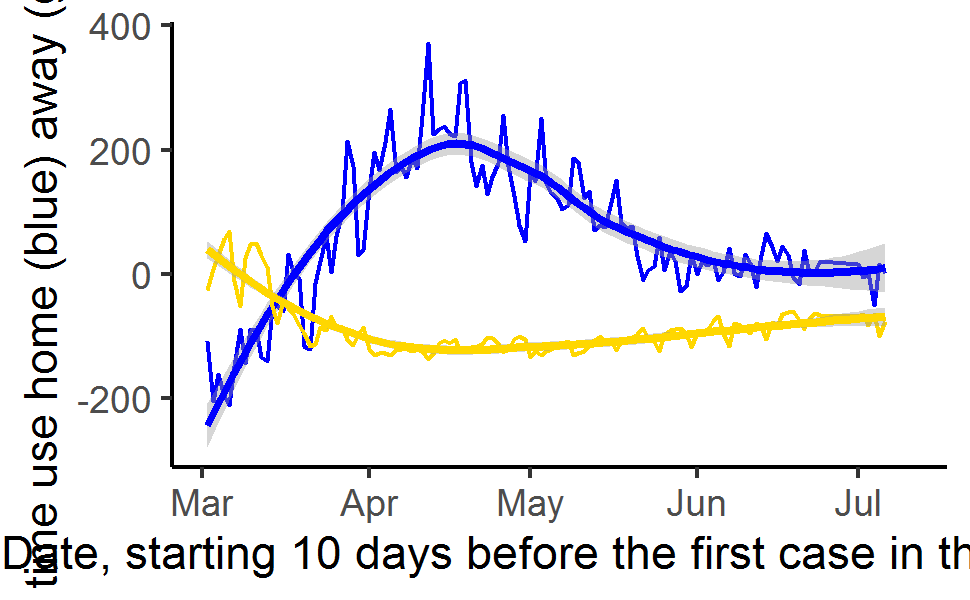 time use home (blue) away (
400
200
0
-200
Mar Apr May Jun Jul
Date, starting 10 days before the first case in th